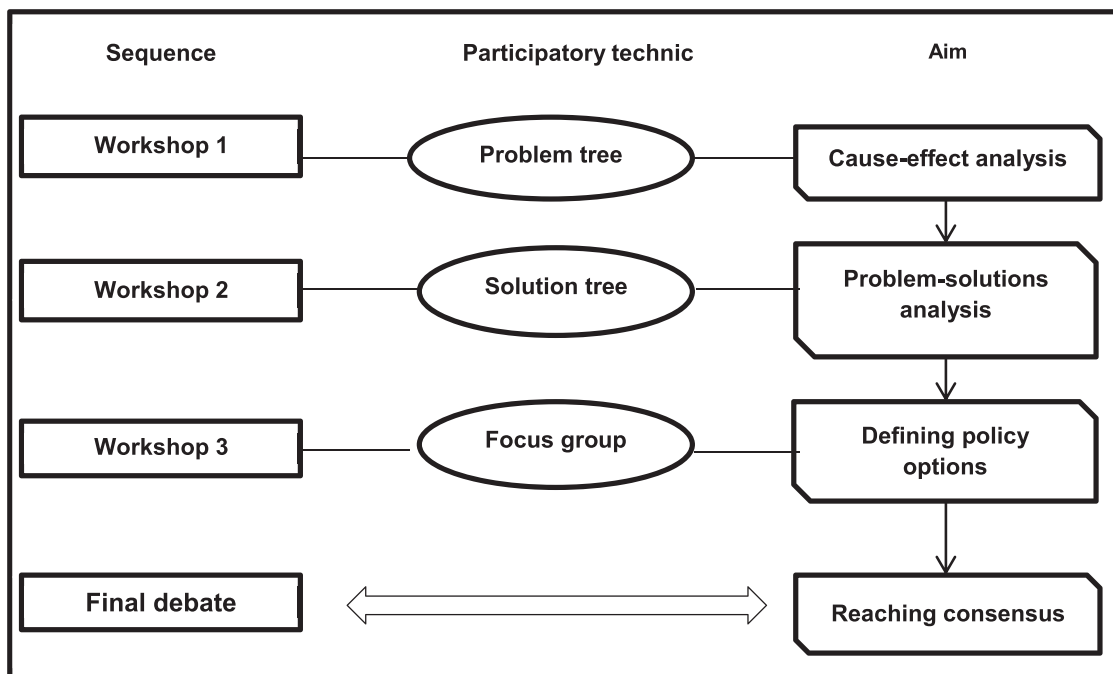 Sequence
Participatory technic
Aim
Workshop 1
Problem tree
Cause-effect analysis
Workshop 2
Solution tree
Problem-solutions
analysis
Workshop 3
Focus group
Defining policy
options
Final debate
Reaching consensus